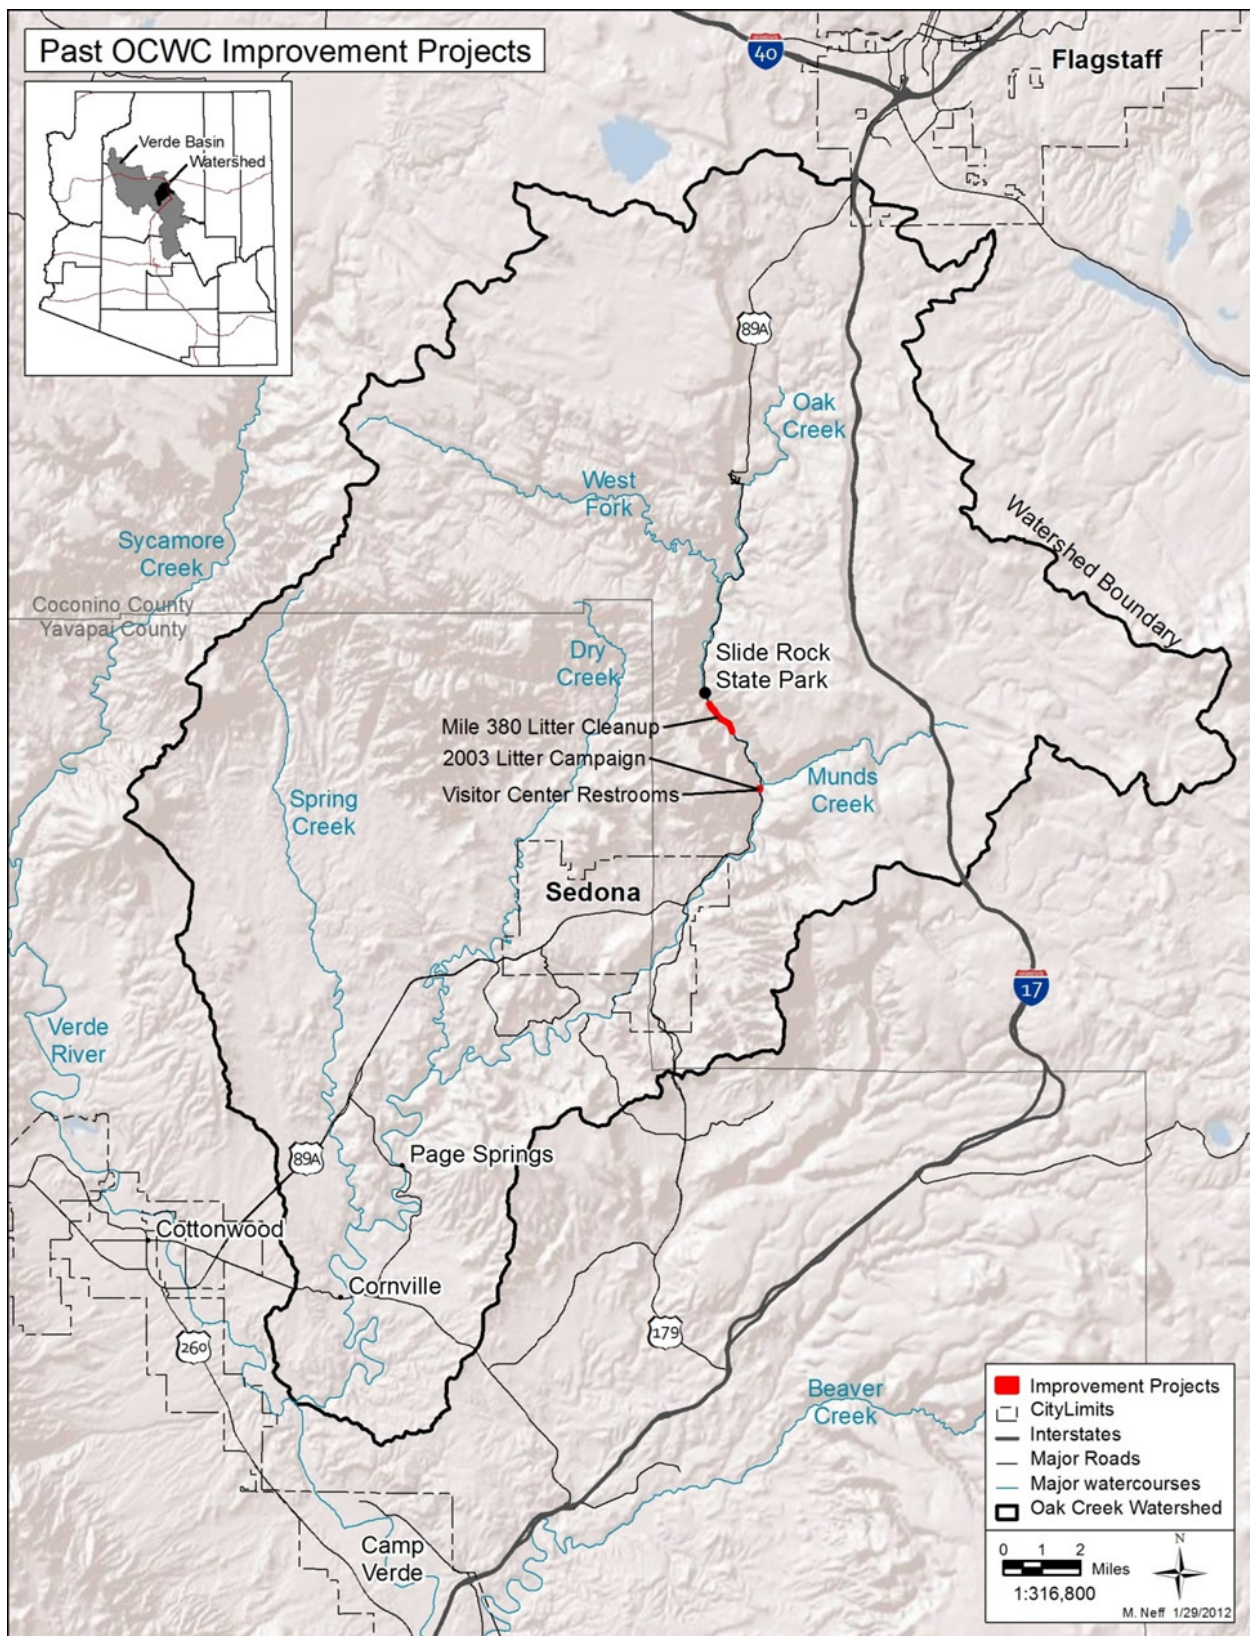 Past OCWC Improvement Projects
40
Flagstaff
Verde Basin
Watershed
89A
Oak
Creek
West
Fork
Sycamore
Creek
Watershed Boundary
Coconino County
Yavapai County
Dry
Creek
Slide Rock
State Park
Mile 380 Litter Cleanup
2003 Litter Campaign
Visitor Center Restrooms
Munds
Creek
Spring
Creek
Sedona
17
Verde
River
89A
Page Springs
Cottonwood
Cornville
260
179
Beaver
Creek
Camp
Verde
Improvement Projects
CityLimits
Interstates
Major Roads
Major watercourses
Oak Creek Watershed
0 1 2
Miles
1:316,800
N
M. Neff 1/29/2012